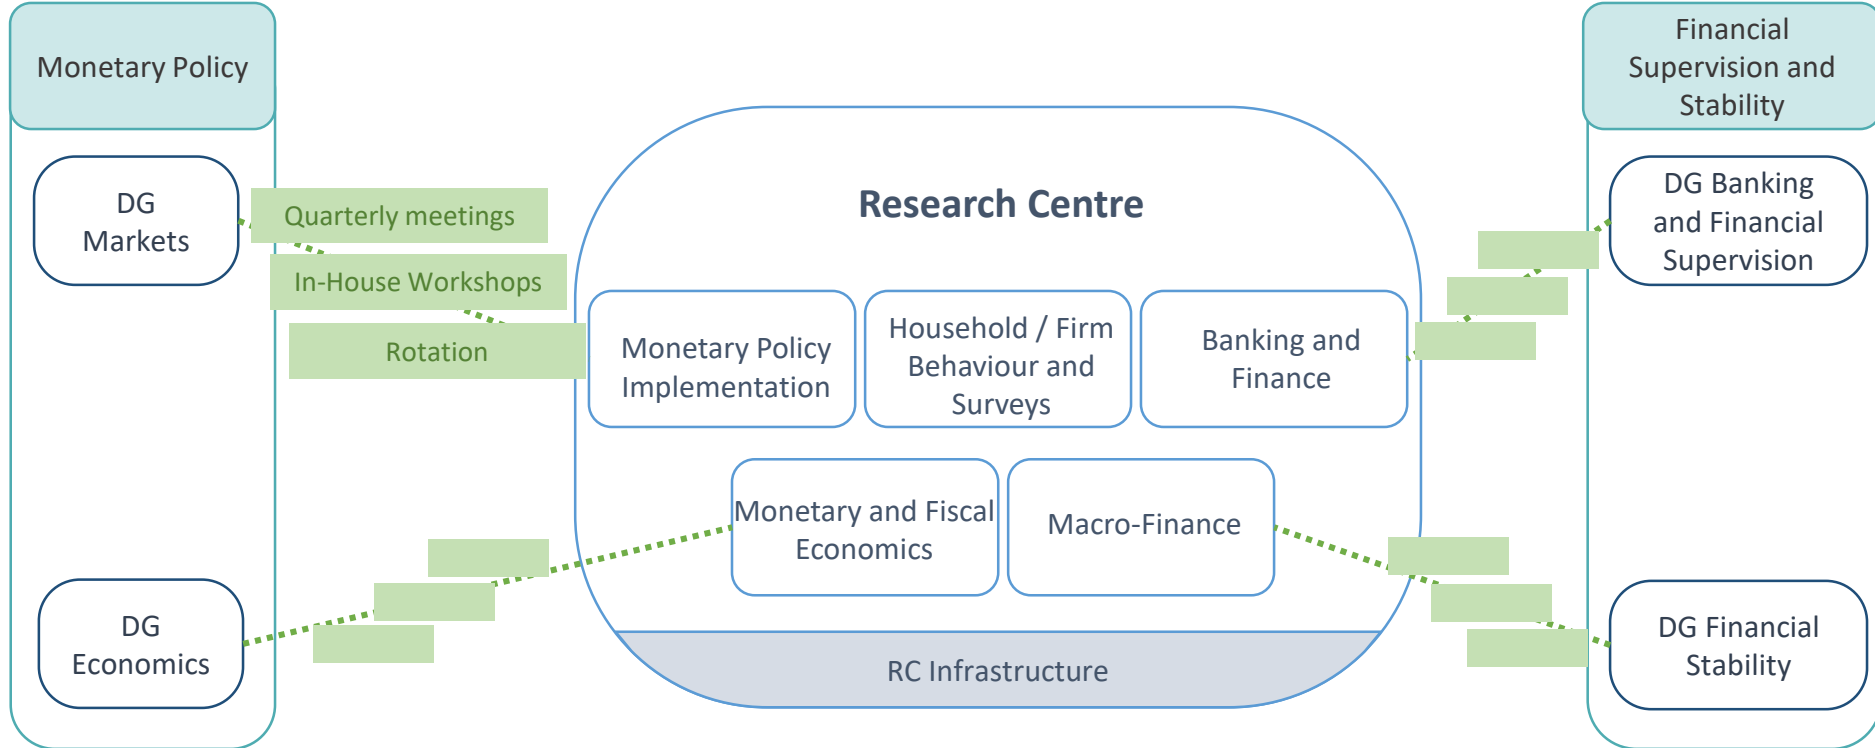 Monetary Policy
DG
Markets
DG
Economics
Quarterly meetings
In-House Workshops
Rotation
Research Centre
Monetary Policy
Implementation
Household / Firm
Behaviour and
Surveys
Banking and
Finance
Monetary and Fiscal
Economics
Macro-Finance
RC Infrastructure
Financial
Supervision and
Stability
DG Banking
and Financial
Supervision
DG Financial
Stability